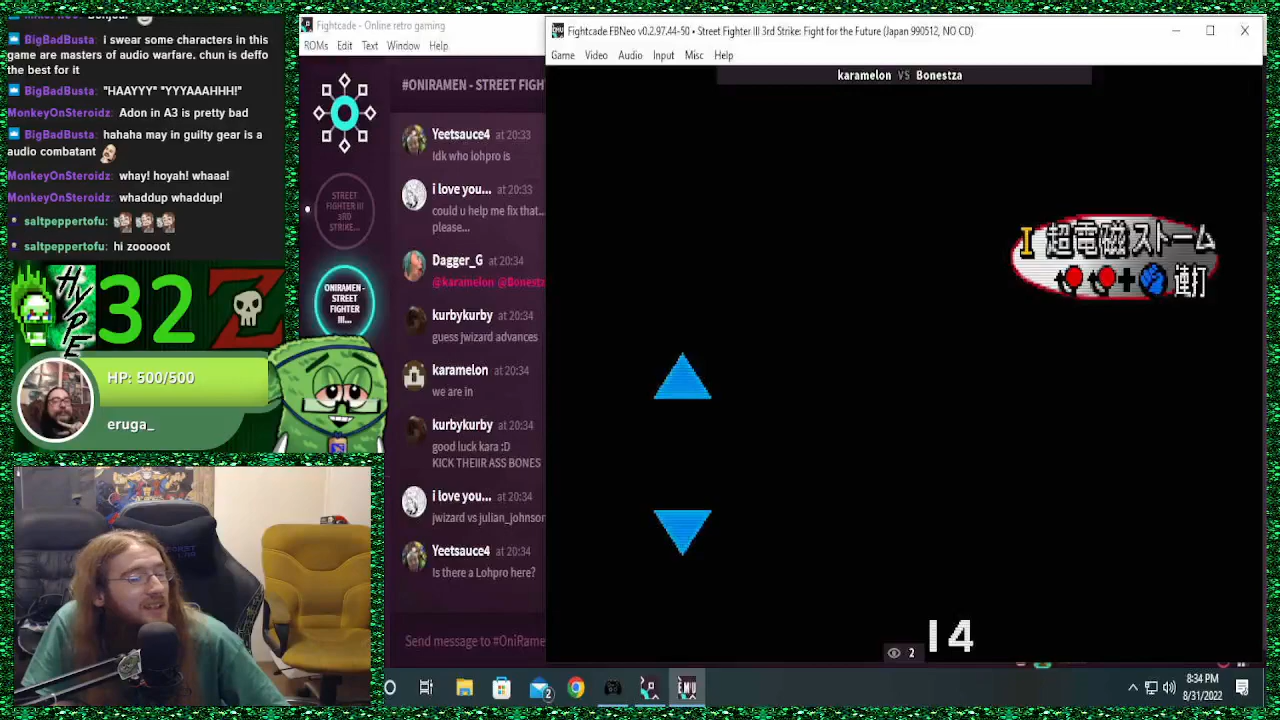 MakoPNG: Bonjour
BigBadBusta: i swear some characters in this
game are masters of audio warfare. chun is deffo
the best for it
BigBadBusta: "HAAYYY" "YYYAAAHHH!"
MonkeyOnSteroidz: Adon in A3 is pretty bad
BigBadBusta: hahaha may in guilty gear is a
audio combatant
MonkeyOnSteroidz: whay! hoyah! whaaa!
MonkeyOnSteroidz: whaddup whaddup!
saltpeppertofu:
saltpeppertofu: hi zooooot
HYPE
32
Z
HP: 500/500
eruga_
Fightcade - Online retro gaming
ROMs Edit Text Window Help
STREET
FIGHTER III
3RD
STRIKE...
ONIRAMEN -
STREET
FIGHTER
III...
#ONIRAMEN - STREET FIGH
Yeetsauce4 at 20:33
Idk who lohpro is
i love you... at 20:33
could u help me fix that...
please...
Dagger_G at 20:34
@karamelon @Bonestza
kurbykurby at 20:34
guess jwizard advances
karamelon at 20:34
we are in
kurbykurby at 20:34
good luck kara :D
KICK THEIIR ASS BONES
i love you... at 20:34
jwizard vs julian_johnson
Yeetsauce4 at 20:34
Is there a Lohpro here?
Send message to #OniRame
EMU
Fightcade FBNeo v0.2.97.44-50 • Street Fighter III 3rd Strike: Fight for the Future (Japan 990512, NO CD)
Game Video Audio Input Misc Help
karamelon VS Bonestza
I 超電磁ストーム
+ 連打
14
2
2
EMU
8:34 PM
8/31/2022